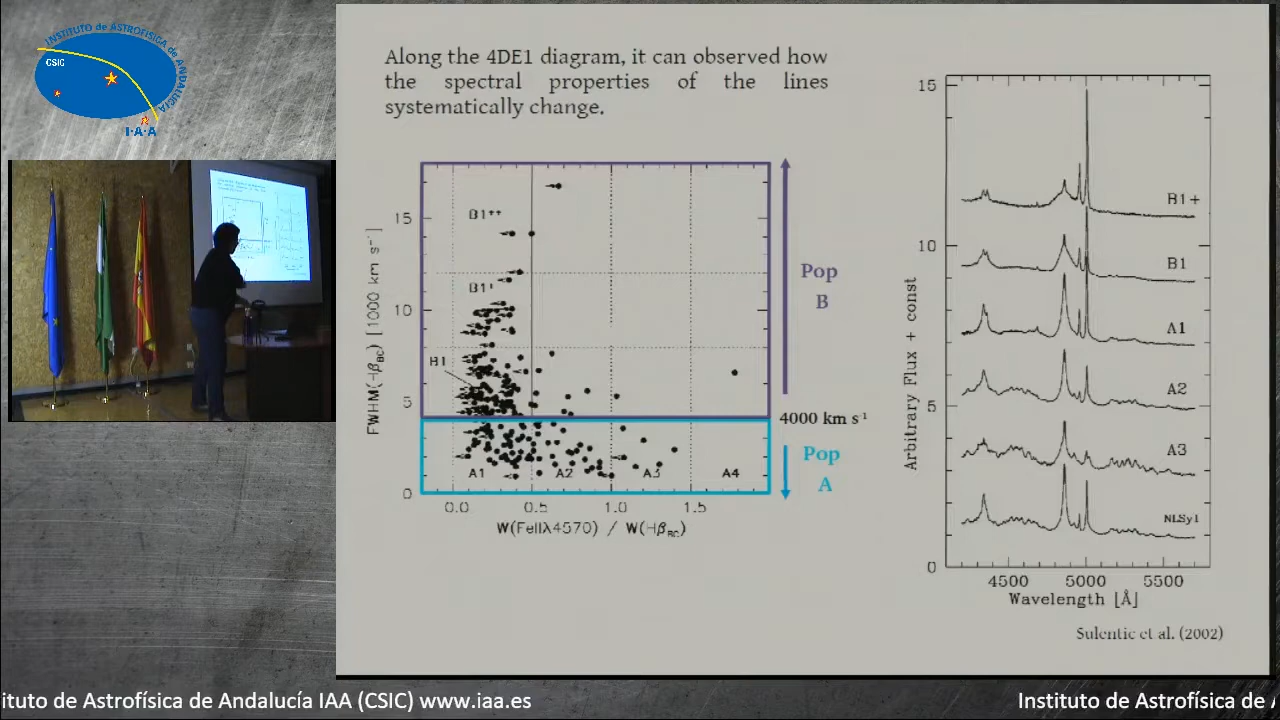 INSTITUTO de ASTROFÍSICA de ANDALUCÍA
CSIC
I·A·A
Along the 4DE1 diagram, it can observed how
the spectral properties of the lines
systematically change.
FWHM(Hβ_BC) [1000 km s⁻¹]
15
10
5
0
B1⁺⁺
B1⁺
B1
A1
A2
A3
A4
0.0
0.5
1.0
1.5
W(FeIIλ4570) / W(Hβ_BC)
Pop
B
4000 km s⁻¹
Pop
A
Arbitrary Flux + const
15
10
5
0
B1+
B1
A1
A2
A3
NLSy1
4500
5000
5500
Wavelength [Å]
Sulentic et al. (2002)
ituto de Astrofísica de Andalucía IAA (CSIC) www.iaa.es
Instituto de Astrofísica de